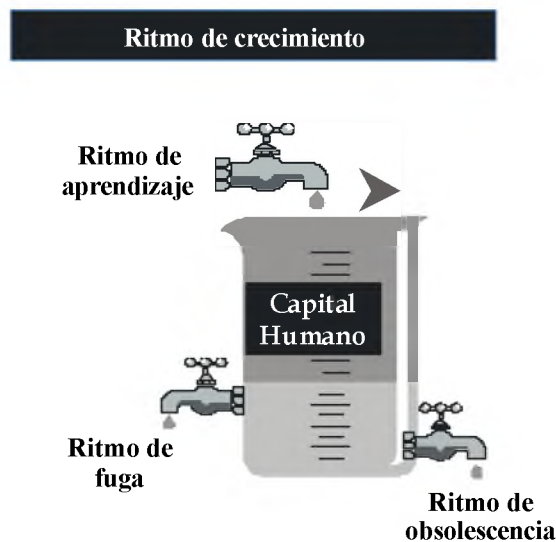 Ritmo de crecimiento
Ritmo de
aprendizaje
Capital
Humano
Ritmo de
fuga
Ritmo de
obsolescencia